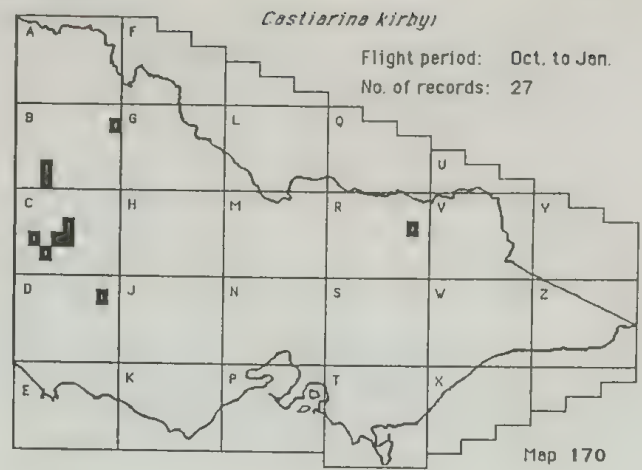 Castiarina kirbyi
Flight period: Oct. to Jan.
No. of records: 27
A F
B G L Q
U
C H M R V Y
D J N S W Z
E K P T X
Map 170